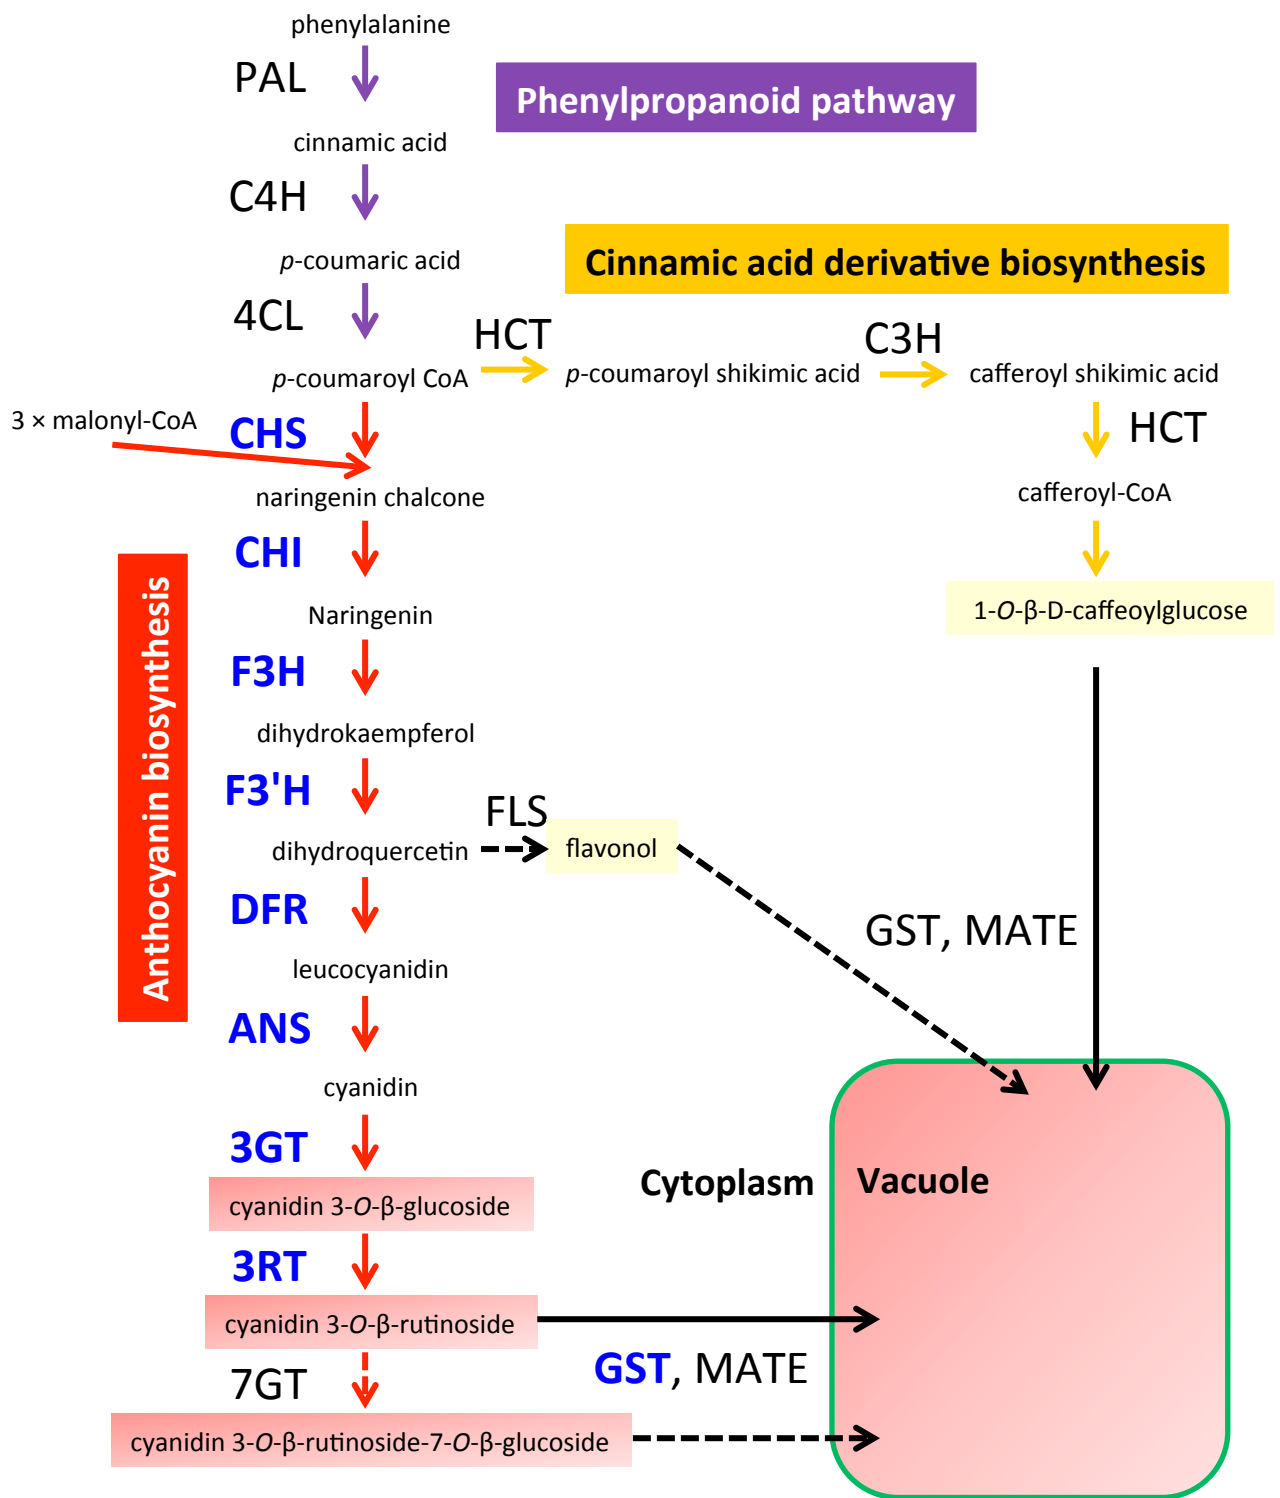 phenylalanine
PAL
Phenylpropanoid pathway
cinnamic acid
C4H
p-coumaric acid
Cinnamic acid derivative biosynthesis
4CL
HCT
C3H
p-coumaroyl CoA
p-coumaroyl shikimic acid
cafferoyl shikimic acid
3 × malonyl-CoA
CHS
HCT
naringenin chalcone
cafferoyl-CoA
CHI
Anthocyanin biosynthesis
Naringenin
1-O-β-D-caffeoylglucose
F3H
dihydrokaempferol
F3'H
FLS
dihydroquercetin
flavonol
DFR
GST, MATE
leucocyanidin
ANS
cyanidin
3GT
Cytoplasm
Vacuole
cyanidin 3-O-β-glucoside
3RT
cyanidin 3-O-β-rutinoside
7GT
GST, MATE
cyanidin 3-O-β-rutinoside-7-O-β-glucoside